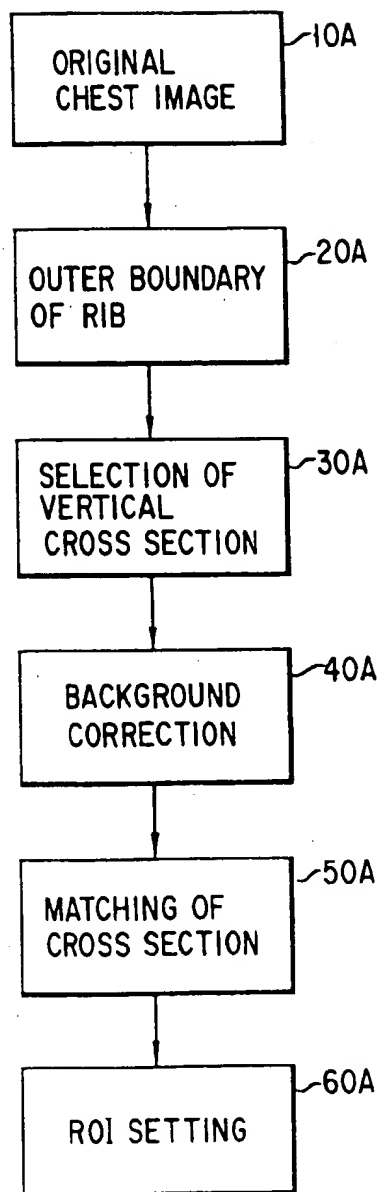 10A
ORIGINAL
CHEST IMAGE
20A
OUTER BOUNDARY
OF RIB
30A
SELECTION OF
VERTICAL
CROSS SECTION
40A
BACKGROUND
CORRECTION
50A
MATCHING OF
CROSS SECTION
60A
ROI SETTING